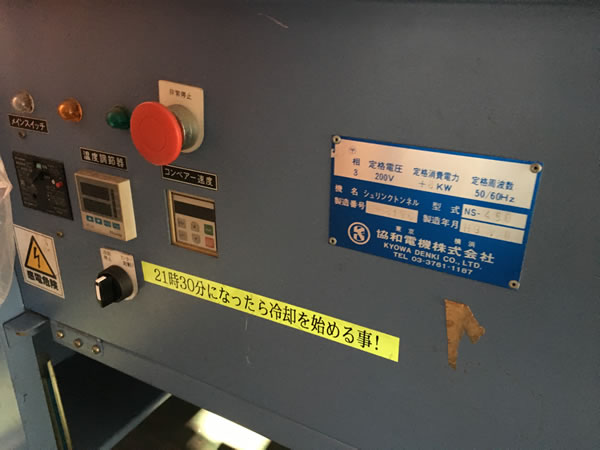 非常停止
メインスイッチ
温度調節器
コンベアー速度
感電危険
21時30分になったら冷却を始める事!
相 定格電圧 定格消費電力 定格周波数
3 200V KW 50/60Hz
機名 シュリンクトンネル 型式 NS-450
製造番号 製造年月
東京 横浜
協和電機株式会社
KYOWA DENKI CO., LTD.
TEL 03-3761-1187